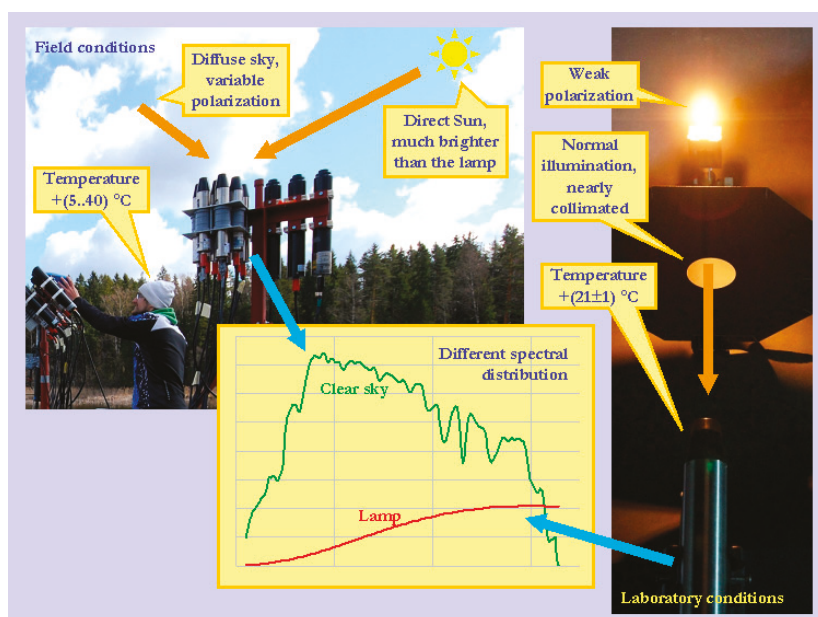 Field conditions
Diffuse sky,
variable
polarization
Direct Sun,
much brighter
than the lamp
Temperature
+(5..40) °C
Weak
polarization
Normal
illumination,
nearly
collimated
Temperature
+(21±1) °C
Different spectral
distribution
Clear sky
Lamp
Laboratory conditions